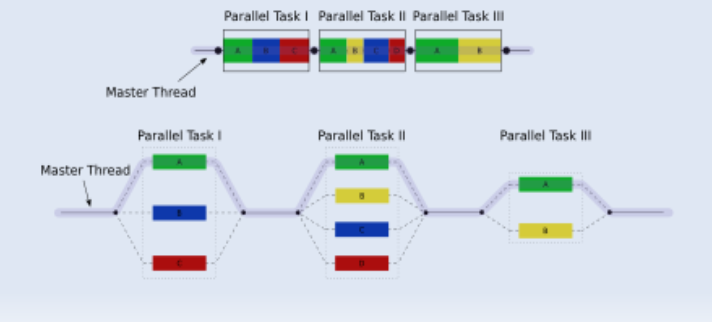 Parallel Task I Parallel Task II Parallel Task III
A B C A B C D A B
Master Thread
Parallel Task I Parallel Task II Parallel Task III
Master Thread
A A
A
B
B
C
B
C D